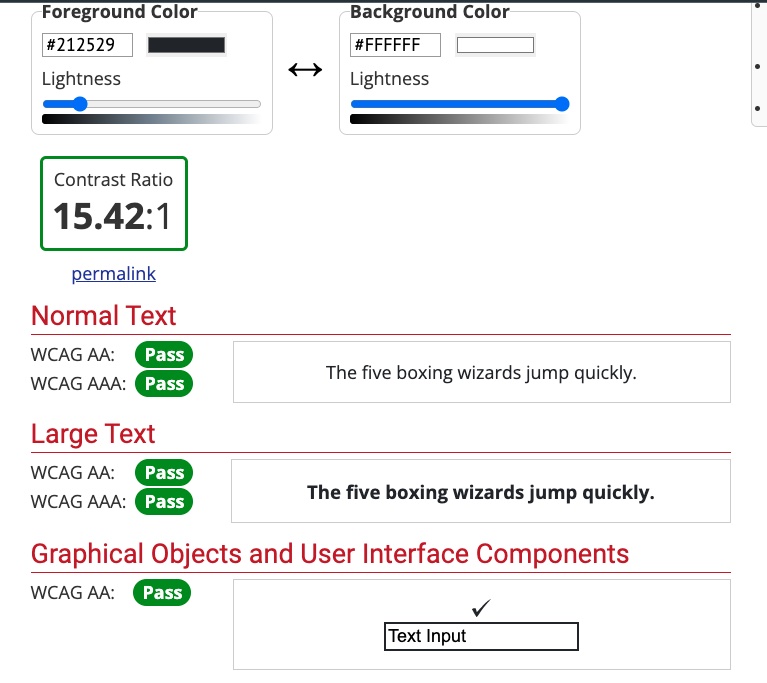 Foreground Color
#212529
Lightness
Background Color
#FFFFFF
Lightness
Contrast Ratio
15.42:1
permalink
Normal Text
WCAG AA: Pass
WCAG AAA: Pass
The five boxing wizards jump quickly.
Large Text
WCAG AA: Pass
WCAG AAA: Pass
The five boxing wizards jump quickly.
Graphical Objects and User Interface Components
WCAG AA: Pass
Text Input